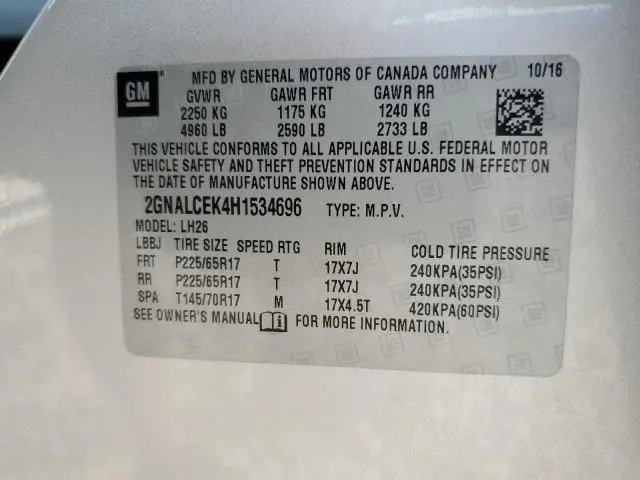 GM MFD BY GENERAL MOTORS OF CANADA COMPANY 10/16
GVWR GAWR FRT GAWR RR
2250 KG 1175 KG 1240 KG
4960 LB 2590 LB 2733 LB
THIS VEHICLE CONFORMS TO ALL APPLICABLE U.S. FEDERAL MOTOR
VEHICLE SAFETY AND THEFT PREVENTION STANDARDS IN EFFECT ON
THE DATE OF MANUFACTURE SHOWN ABOVE.
2GNALCEK4H1534696 TYPE: M.P.V.
MODEL: LH26
LBBJ TIRE SIZE SPEED RTG RIM COLD TIRE PRESSURE
FRT P225/65R17 T 17X7J 240KPA(35PSI)
RR P225/65R17 T 17X7J 240KPA(35PSI)
SPA T145/70R17 M 17X4.5T 420KPA(60PSI)
SEE OWNER'S MANUAL i FOR MORE INFORMATION.